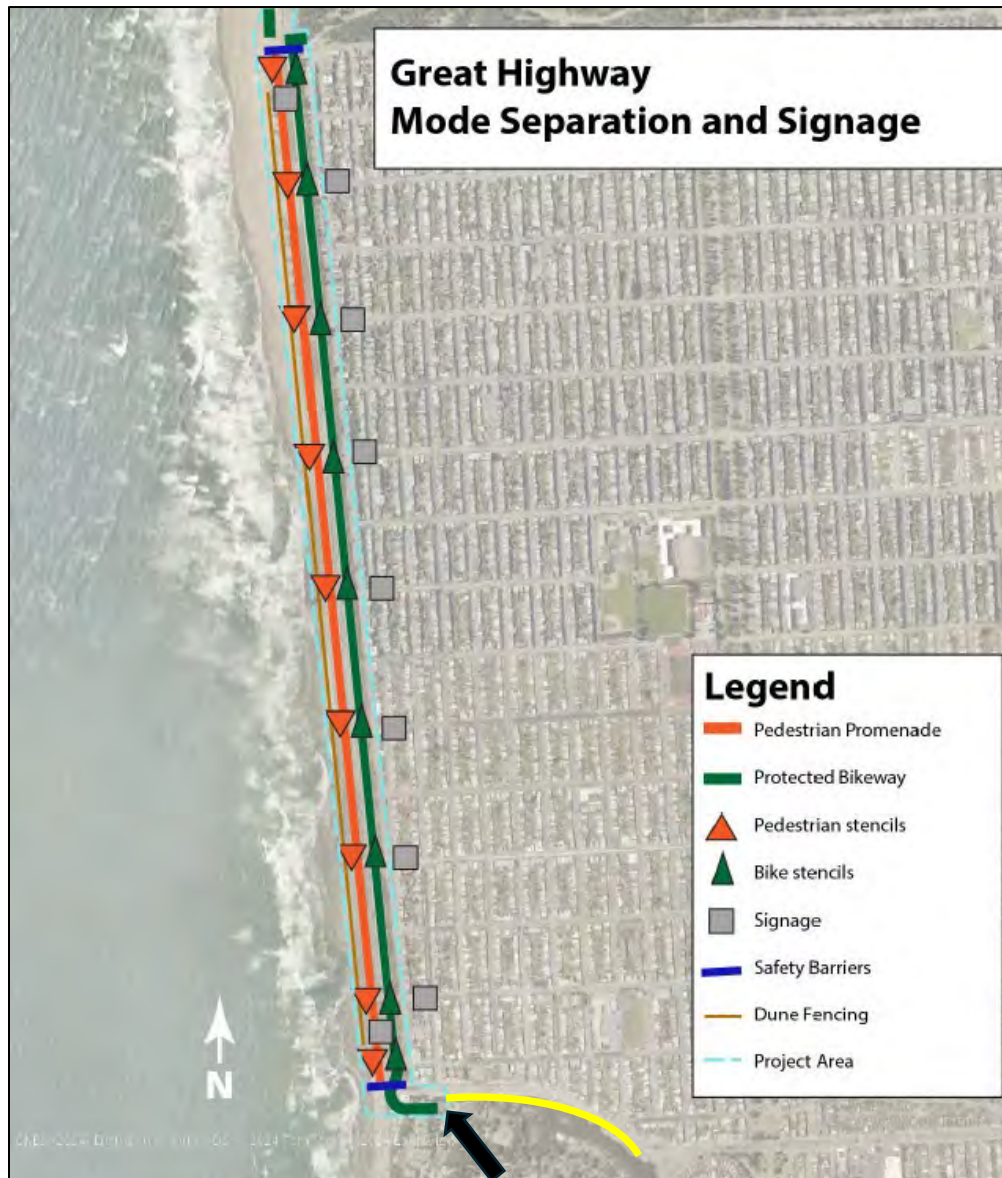 Great Highway
Mode Separation and Signage
Legend
Pedestrian Promenade
Protected Bikeway
Pedestrian stencils
Bike stencils
Signage
Safety Barriers
Dune Fencing
Project Area
N